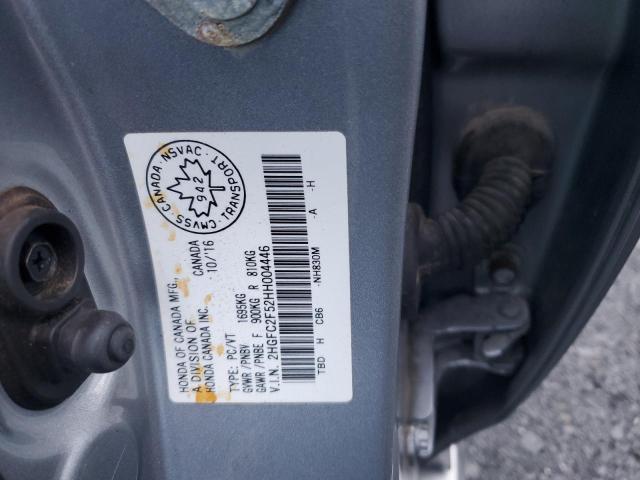 HONDA OF CANADA MFG.,
A DIVISION OF
HONDA CANADA INC.
CANADA
10/'16
TYPE: PC/VT
GVWR/PNBV 1695KG
GAWR/PNBE F 900KG R 810KG
V.I.N. 2HGFC2F52HH004446
TBD H CB6 -NH830M -A -H
CMVSS·CANADA·NSVAC·TRANSPORT·
942